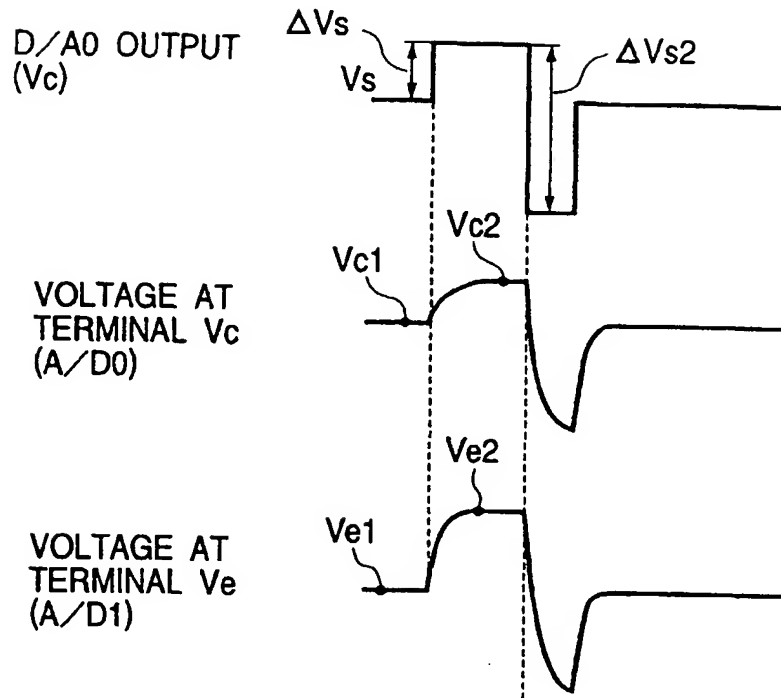 D/A0 OUTPUT
(Vc)
ΔVs
Vs
ΔVs2
VOLTAGE AT
TERMINAL Vc
(A/D0)
Vc1
Vc2
VOLTAGE AT
TERMINAL Ve
(A/D1)
Ve1
Ve2